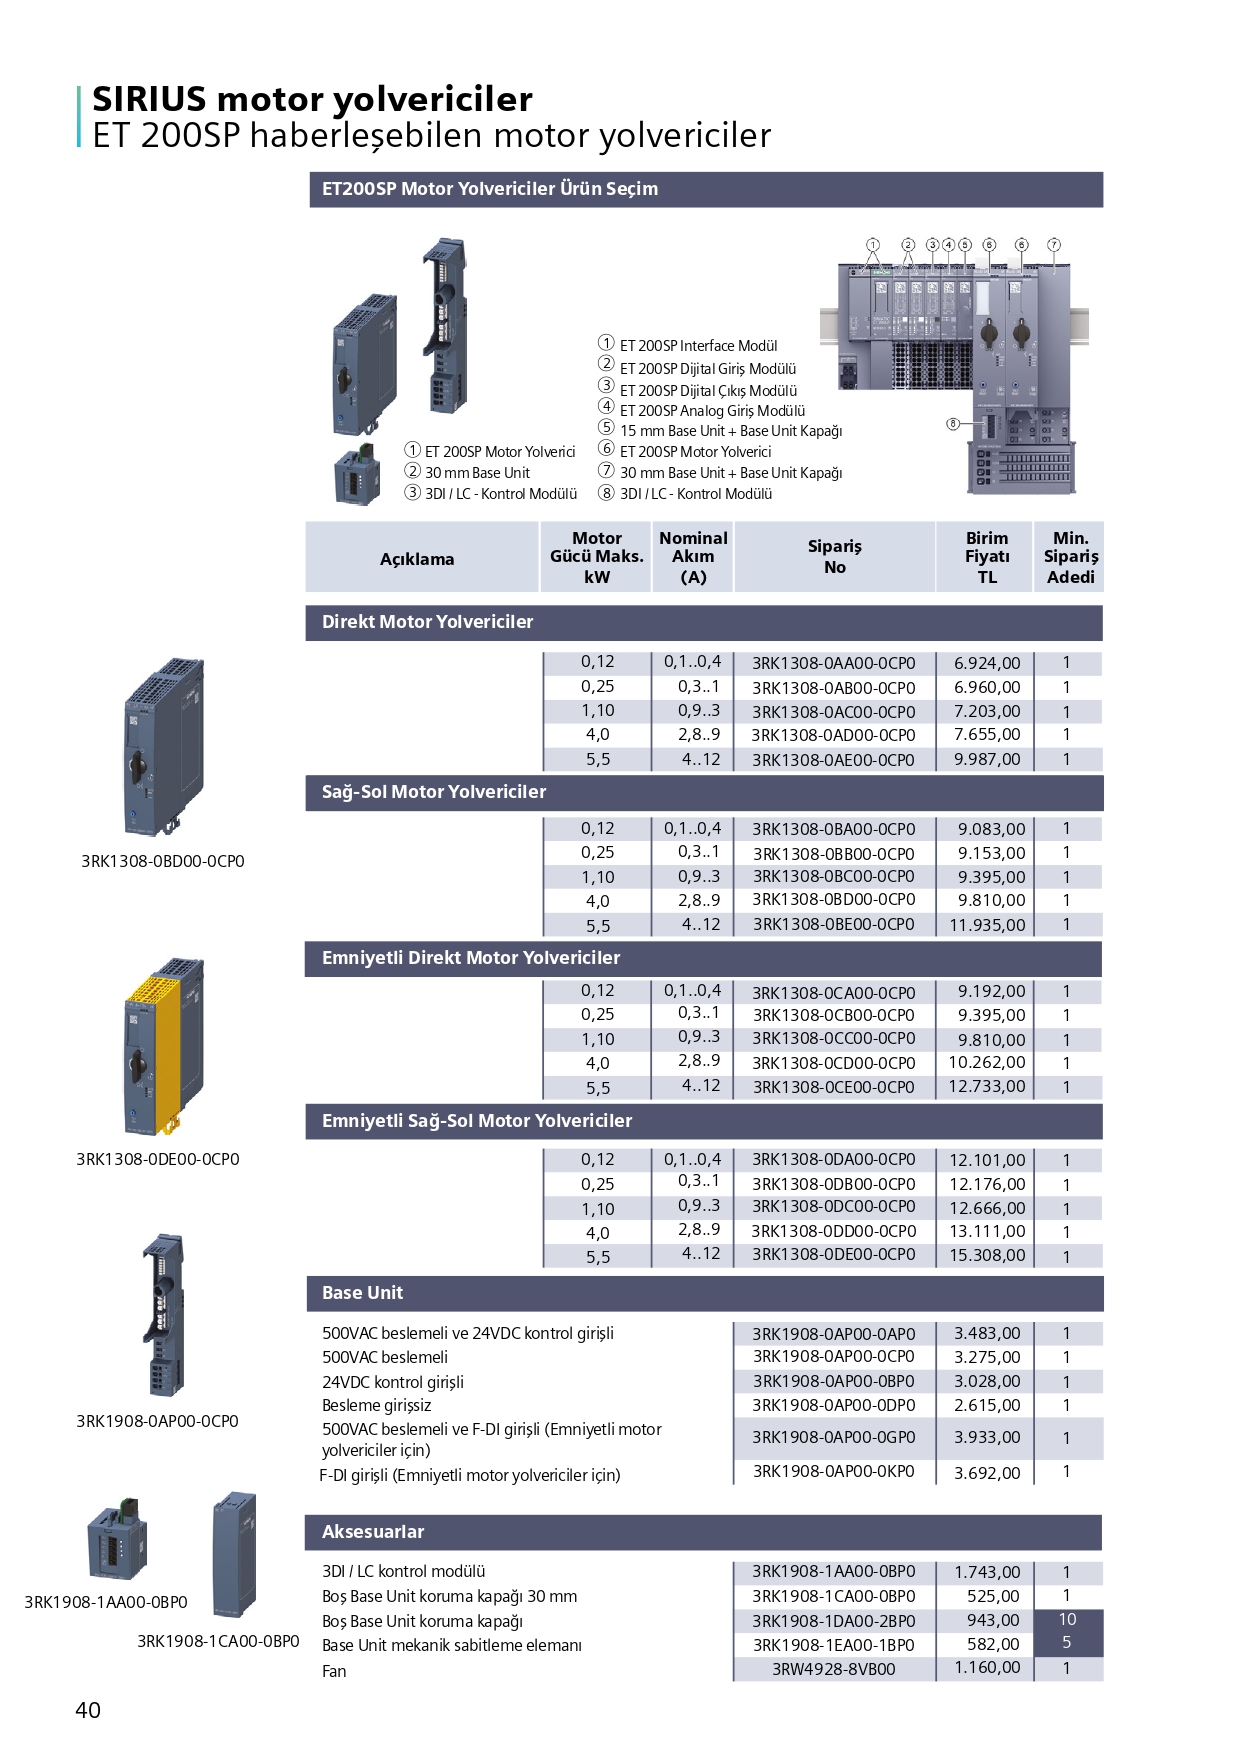 SIRIUS motor yolvericiler
ET 200SP haberleşebilen motor yolvericiler
ET200SP Motor Yolvericiler Ürün Seçim
① ② ③ ④ ⑤ ⑥ ⑥ ⑦
⑧
① ET 200SP Motor Yolverici
② 30 mm Base Unit
③ 3DI / LC - Kontrol Modülü
① ET 200SP Interface Modül
② ET 200SP Dijital Giriş Modülü
③ ET 200SP Dijital Çıkış Modülü
④ ET 200SP Analog Giriş Modülü
⑤ 15 mm Base Unit + Base Unit Kapağı
⑥ ET 200SP Motor Yolverici
⑦ 30 mm Base Unit + Base Unit Kapağı
⑧ 3DI / LC - Kontrol Modülü
Açıklama
Motor
Gücü Maks.
kW
Nominal
Akım
(A)
Sipariş
No
Birim
Fiyatı
TL
Min.
Sipariş
Adedi
Direkt Motor Yolvericiler
0,12 0,1..0,4 3RK1308-0AA00-0CP0 6.924,00 1
0,25 0,3..1 3RK1308-0AB00-0CP0 6.960,00 1
1,10 0,9..3 3RK1308-0AC00-0CP0 7.203,00 1
4,0 2,8..9 3RK1308-0AD00-0CP0 7.655,00 1
5,5 4..12 3RK1308-0AE00-0CP0 9.987,00 1
3RK1308-0BD00-0CP0
Sağ-Sol Motor Yolvericiler
0,12 0,1..0,4 3RK1308-0BA00-0CP0 9.083,00 1
0,25 0,3..1 3RK1308-0BB00-0CP0 9.153,00 1
1,10 0,9..3 3RK1308-0BC00-0CP0 9.395,00 1
4,0 2,8..9 3RK1308-0BD00-0CP0 9.810,00 1
5,5 4..12 3RK1308-0BE00-0CP0 11.935,00 1
Emniyetli Direkt Motor Yolvericiler
0,12 0,1..0,4 3RK1308-0CA00-0CP0 9.192,00 1
0,25 0,3..1 3RK1308-0CB00-0CP0 9.395,00 1
1,10 0,9..3 3RK1308-0CC00-0CP0 9.810,00 1
4,0 2,8..9 3RK1308-0CD00-0CP0 10.262,00 1
5,5 4..12 3RK1308-0CE00-0CP0 12.733,00 1
3RK1308-0DE00-0CP0
Emniyetli Sağ-Sol Motor Yolvericiler
0,12 0,1..0,4 3RK1308-0DA00-0CP0 12.101,00 1
0,25 0,3..1 3RK1308-0DB00-0CP0 12.176,00 1
1,10 0,9..3 3RK1308-0DC00-0CP0 12.666,00 1
4,0 2,8..9 3RK1308-0DD00-0CP0 13.111,00 1
5,5 4..12 3RK1308-0DE00-0CP0 15.308,00 1
3RK1908-0AP00-0CP0
Base Unit
500VAC beslemeli ve 24VDC kontrol girişli 3RK1908-0AP00-0AP0 3.483,00 1
500VAC beslemeli 3RK1908-0AP00-0CP0 3.275,00 1
24VDC kontrol girişli 3RK1908-0AP00-0BP0 3.028,00 1
Besleme girişsiz 3RK1908-0AP00-0DP0 2.615,00 1
500VAC beslemeli ve F-DI girişli (Emniyetli motor
yolvericiler için) 3RK1908-0AP00-0GP0 3.933,00 1
F-DI girişli (Emniyetli motor yolvericiler için) 3RK1908-0AP00-0KP0 3.692,00 1
3RK1908-1AA00-0BP0
3RK1908-1CA00-0BP0
Aksesuarlar
3DI / LC kontrol modülü 3RK1908-1AA00-0BP0 1.743,00 1
Boş Base Unit koruma kapağı 30 mm 3RK1908-1CA00-0BP0 525,00 1
Boş Base Unit koruma kapağı 3RK1908-1DA00-2BP0 943,00 10
Base Unit mekanik sabitleme elemanı 3RK1908-1EA00-1BP0 582,00 5
Fan 3RW4928-8VB00 1.160,00 1
40